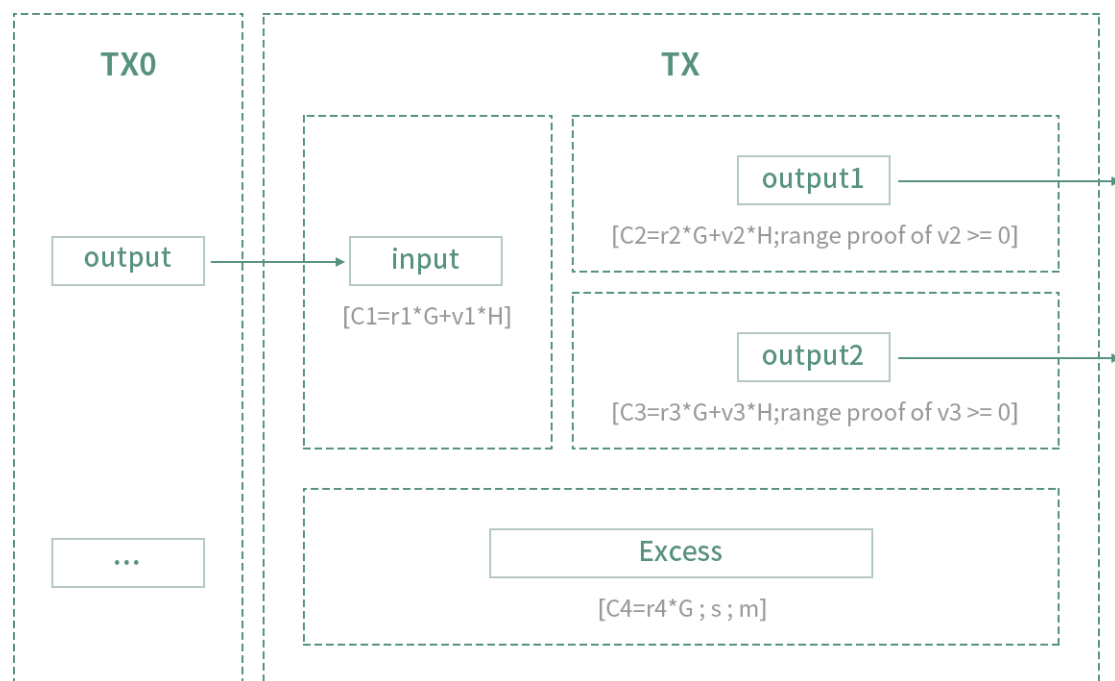 TX0
output
...
TX
input
[C1=r1*G+v1*H]
output1
[C2=r2*G+v2*H;range proof of v2 >= 0]
output2
[C3=r3*G+v3*H;range proof of v3 >= 0]
Excess
[C4=r4*G ; s ; m]